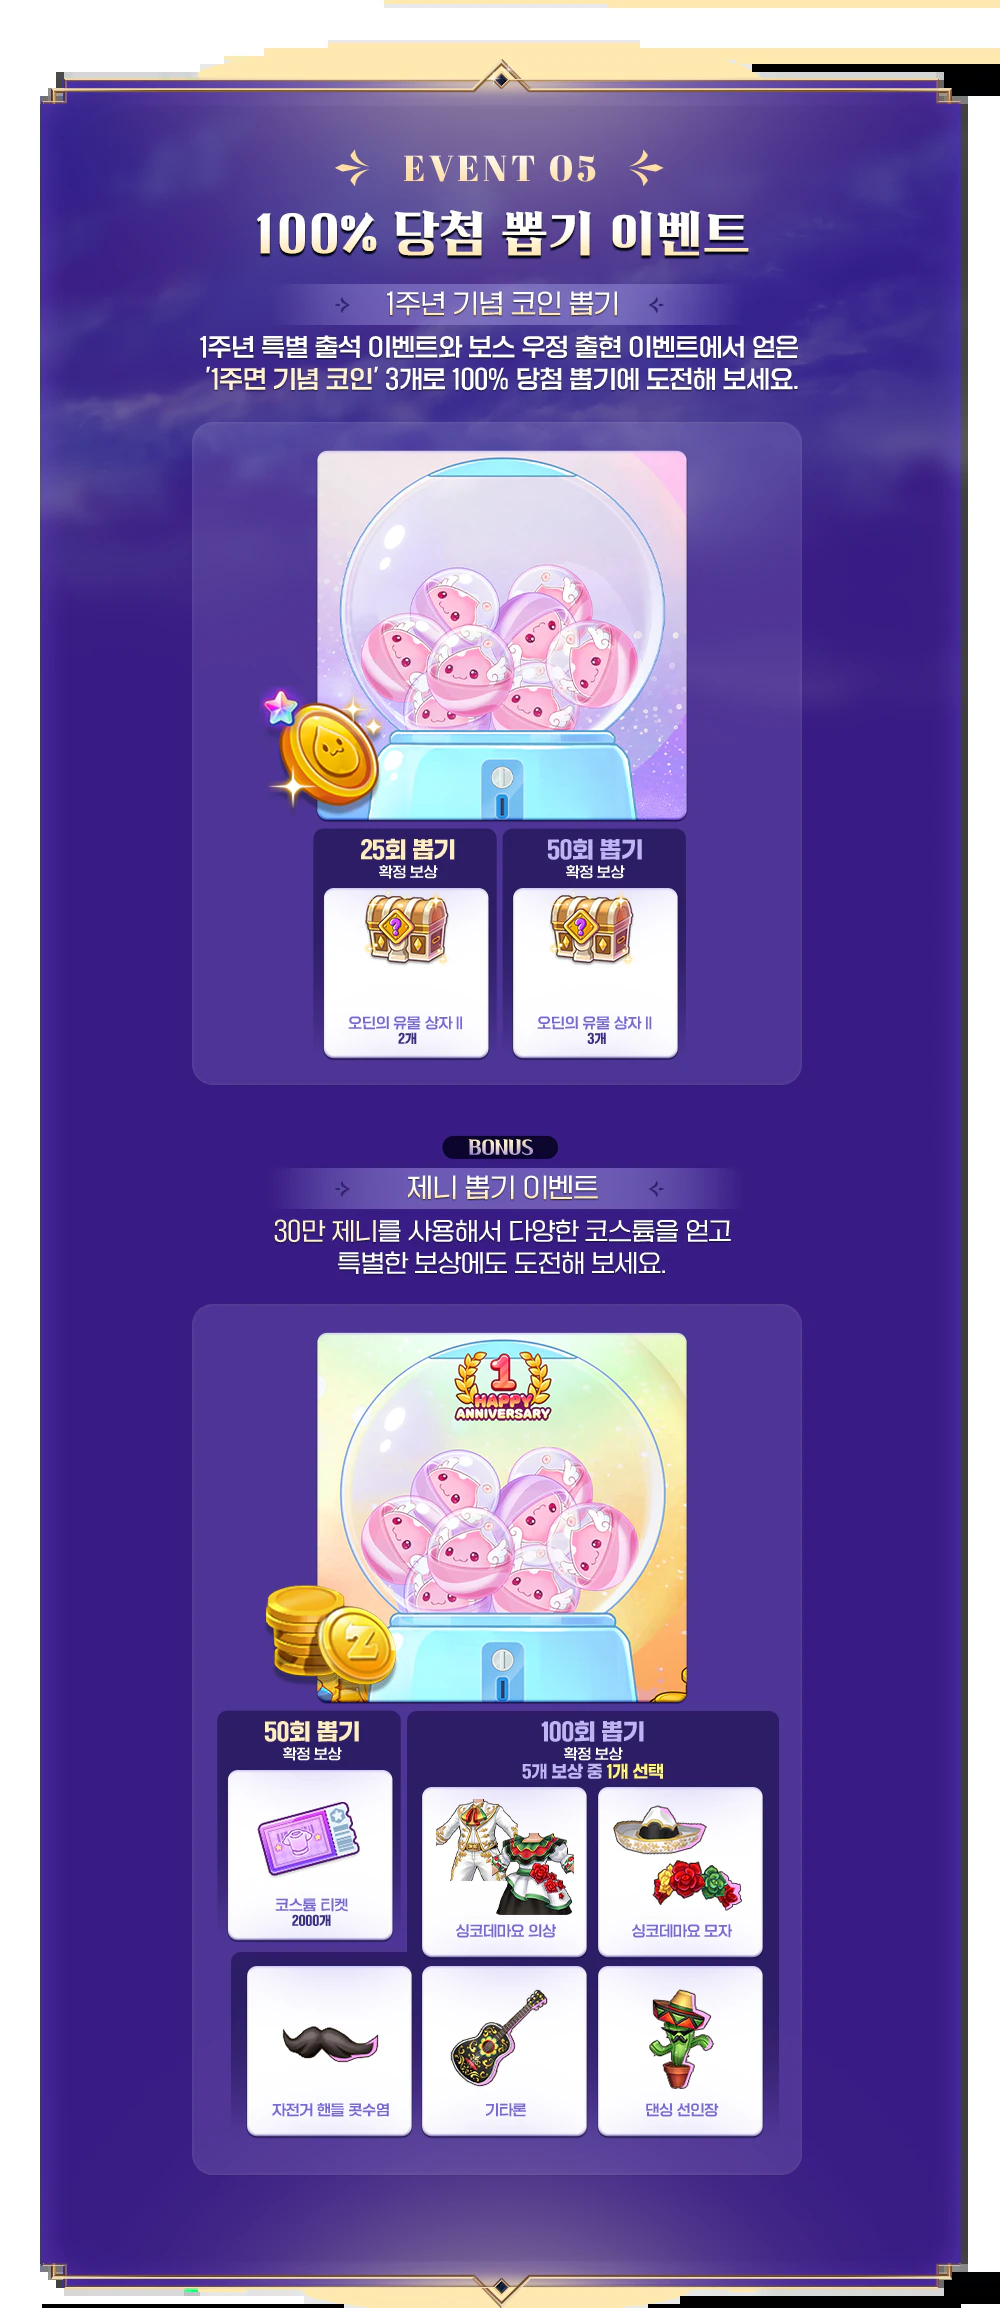 EVENT 05
100% 당첨 뽑기 이벤트
1주년 기념 코인 뽑기
1주년 특별 출석 이벤트와 보스 우정 출현 이벤트에서 얻은
'1주면 기념 코인' 3개로 100% 당첨 뽑기에 도전해 보세요.
25회 뽑기
확정 보상
오딘의 유물 상자 II
2개
50회 뽑기
확정 보상
오딘의 유물 상자 II
3개
BONUS
제니 뽑기 이벤트
30만 제니를 사용해서 다양한 코스튬을 얻고
특별한 보상에도 도전해 보세요.
1
HAPPY
ANNIVERSARY
Z
50회 뽑기
확정 보상
코스튬 티켓
2000개
100회 뽑기
확정 보상
5개 보상 중 1개 선택
싱코데마요 의상
싱코데마요 모자
자전거 핸들 콧수염
기타론
댄싱 선인장